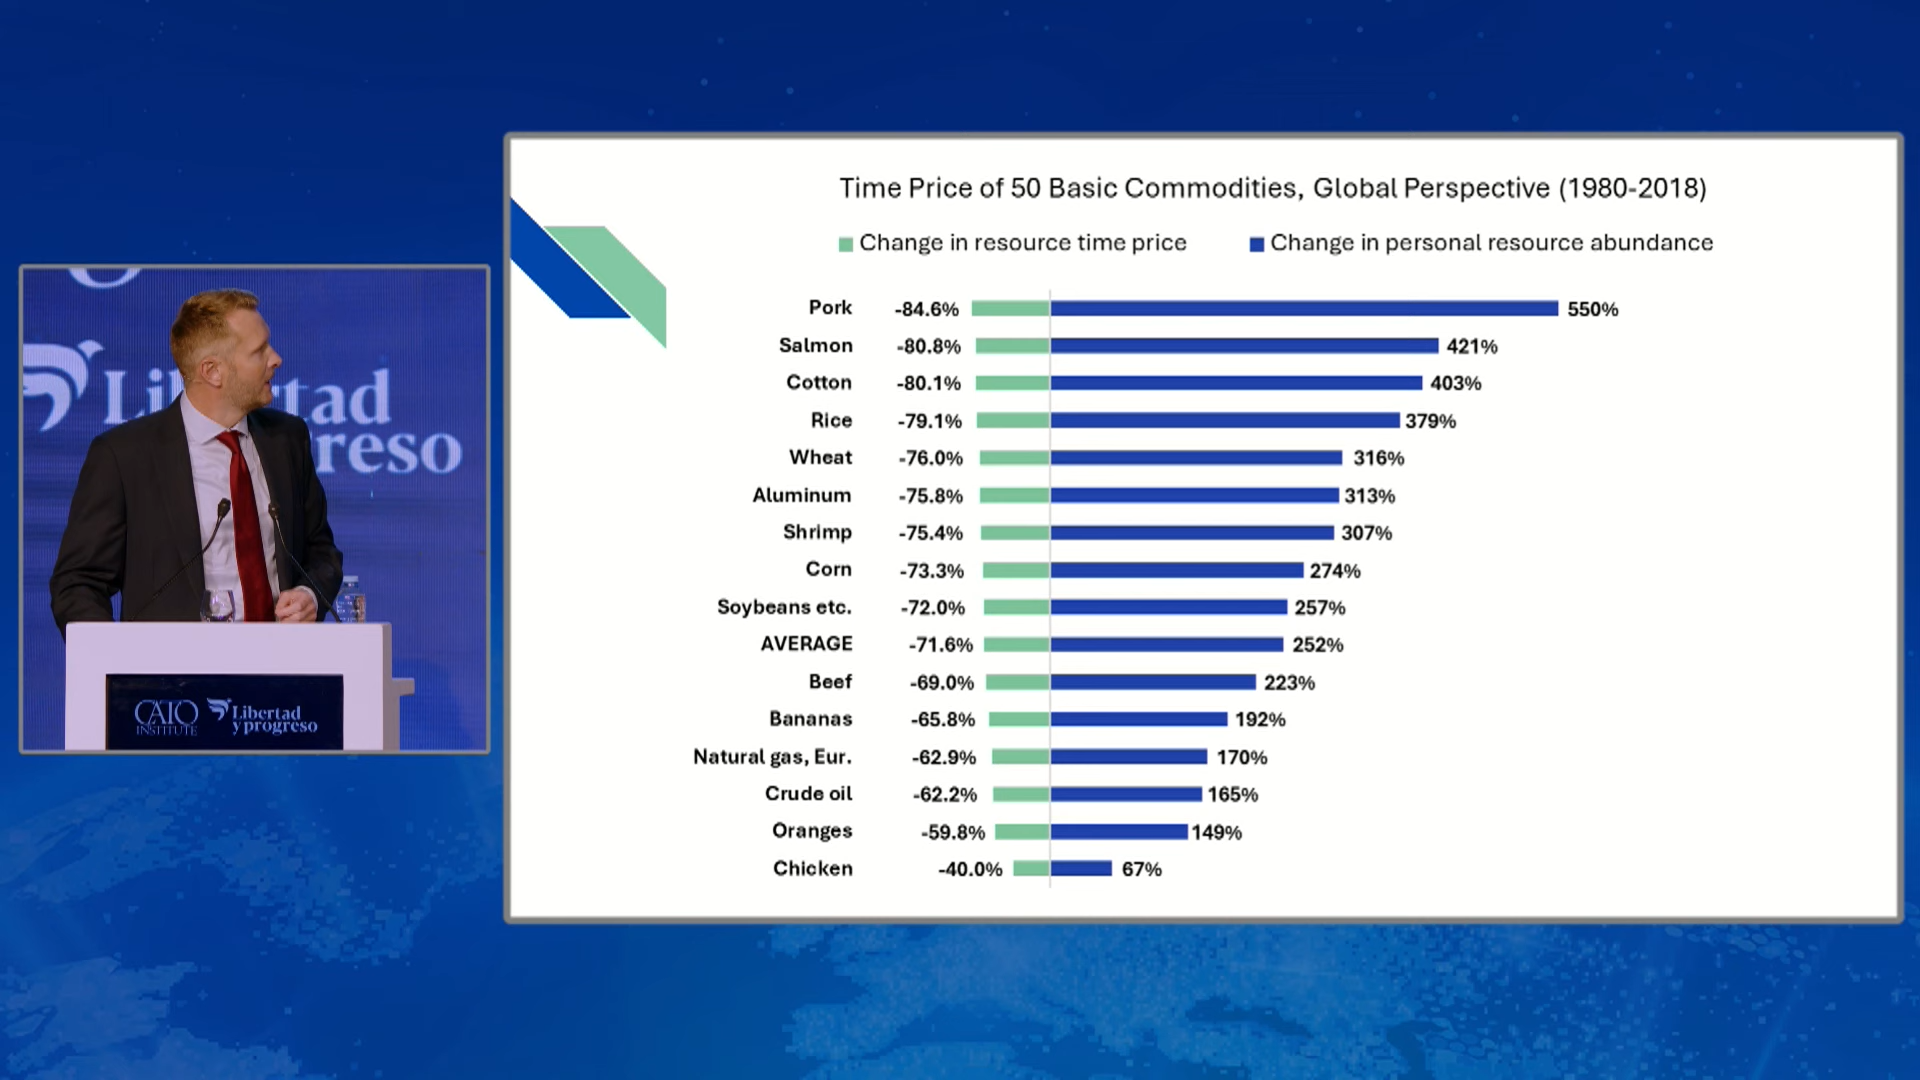 Time Price of 50 Basic Commodities, Global Perspective (1980-2018)
Change in resource time price Change in personal resource abundance
Pork -84.6% 550%
Salmon -80.8% 421%
Cotton -80.1% 403%
Rice -79.1% 379%
Wheat -76.0% 316%
Aluminum -75.8% 313%
Shrimp -75.4% 307%
Corn -73.3% 274%
Soybeans etc. -72.0% 257%
AVERAGE -71.6% 252%
Beef -69.0% 223%
Bananas -65.8% 192%
Natural gas, Eur. -62.9% 170%
Crude oil -62.2% 165%
Oranges -59.8% 149%
Chicken -40.0% 67%
CATO
INSTITUTE
Libertad
y progreso